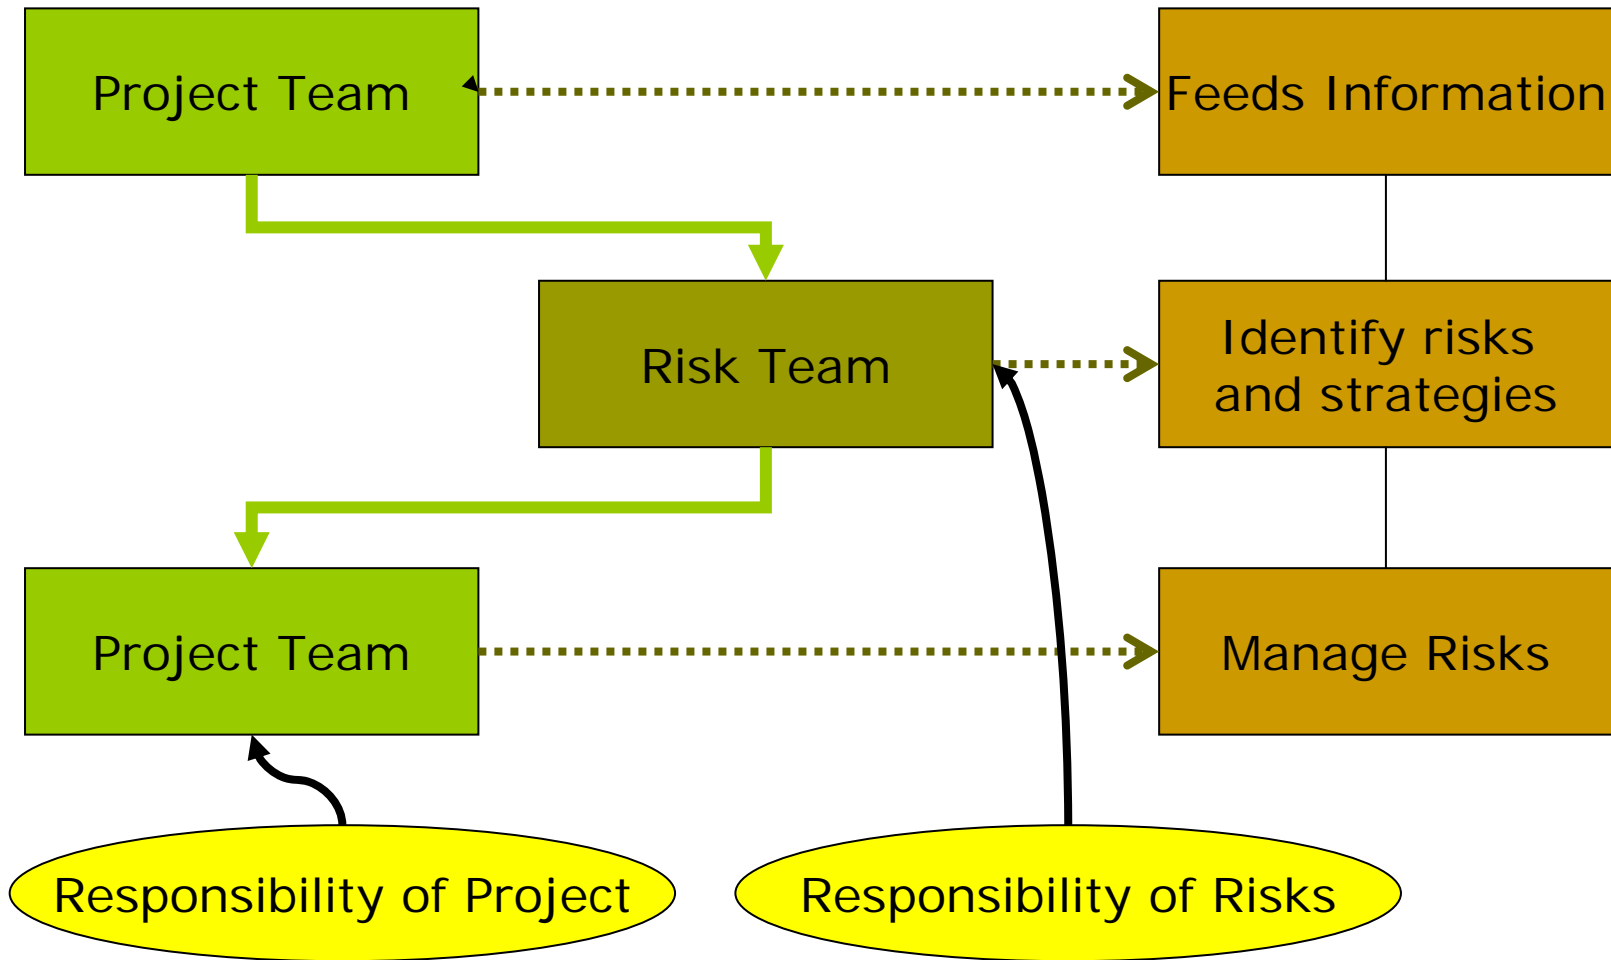 Project Team
Feeds Information
Risk Team
Identify risks
and strategies
Project Team
Manage Risks
Responsibility of Project
Responsibility of Risks